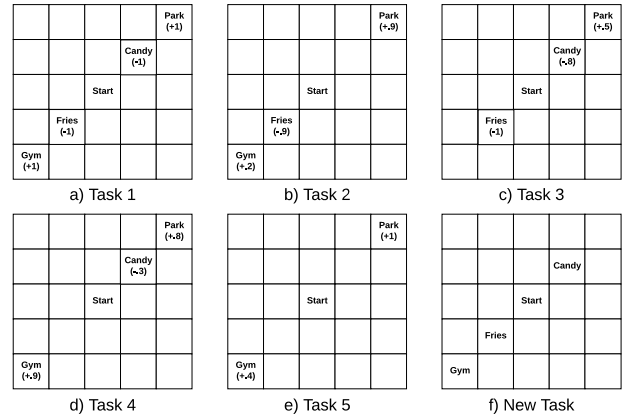 Park
(+1)
Candy
(-1)
Start
Fries
(-1)
Gym
(+1)
a) Task 1
Park
(+.9)
Start
Fries
(-.9)
Gym
(+.2)
b) Task 2
Park
(+.5)
Candy
(-.8)
Start
Fries
(-1)
c) Task 3
Park
(+.8)
Candy
(-.3)
Start
Gym
(+.9)
d) Task 4
Park
(+1)
Start
Gym
(+.4)
e) Task 5
Candy
Start
Fries
Gym
f) New Task